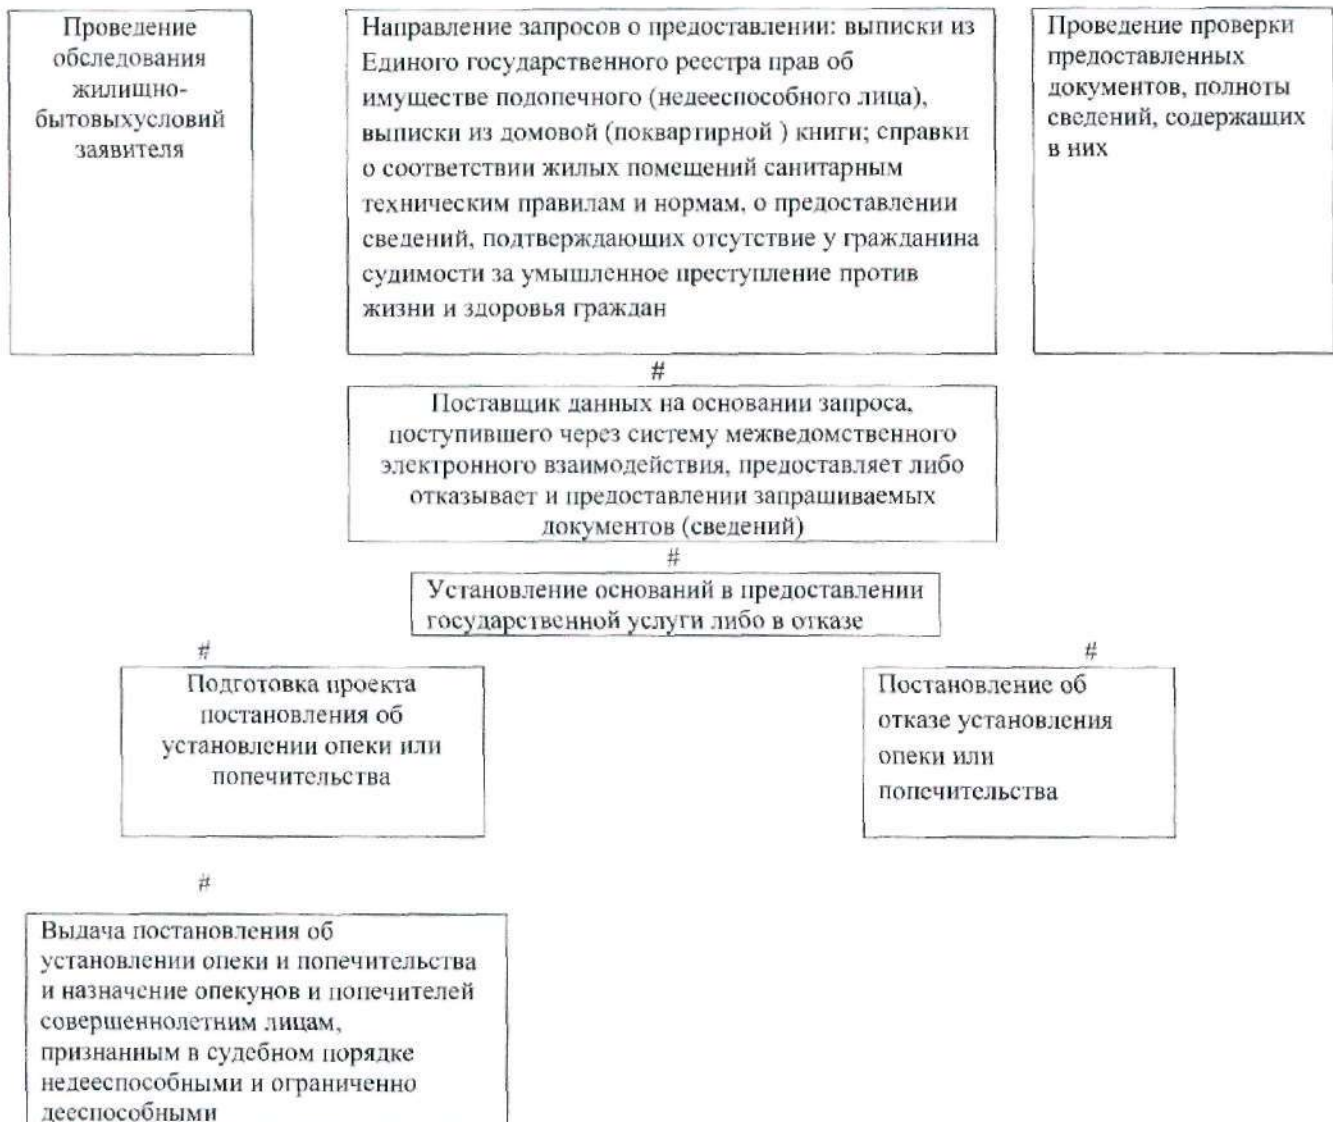 Проведение
обследования
жилищно-
бытовыхусловий
заявителя
Направление запросов о предоставлении: выписки из
Единого государственного реестра прав об
имуществе подопечного (недееспособного лица),
выписки из домовой (поквартирной ) книги; справки
о соответствии жилых помещений санитарным
техническим правилам и нормам, о предоставлении
сведений, подтверждающих отсутствие у гражданина
судимости за умышленное преступление против
жизни и здоровья граждан
Проведение проверки
предоставленных
документов, полноты
сведений, содержащих
в них
#
Поставщик данных на основании запроса,
поступившего через систему межведомственного
электронного взаимодействия, предоставляет либо
отказывает и предоставлении запрашиваемых
документов (сведений)
#
Установление оснований в предоставлении
государственной услуги либо в отказе
#
#
Подготовка проекта
постановления об
установлении опеки или
попечительства
Постановление об
отказе установления
опеки или
попечительства
#
Выдача постановления об
установлении опеки и попечительства
и назначение опекунов и попечителей
совершеннолетним лицам,
признанным в судебном порядке
недееспособными и ограниченно
дееспособными